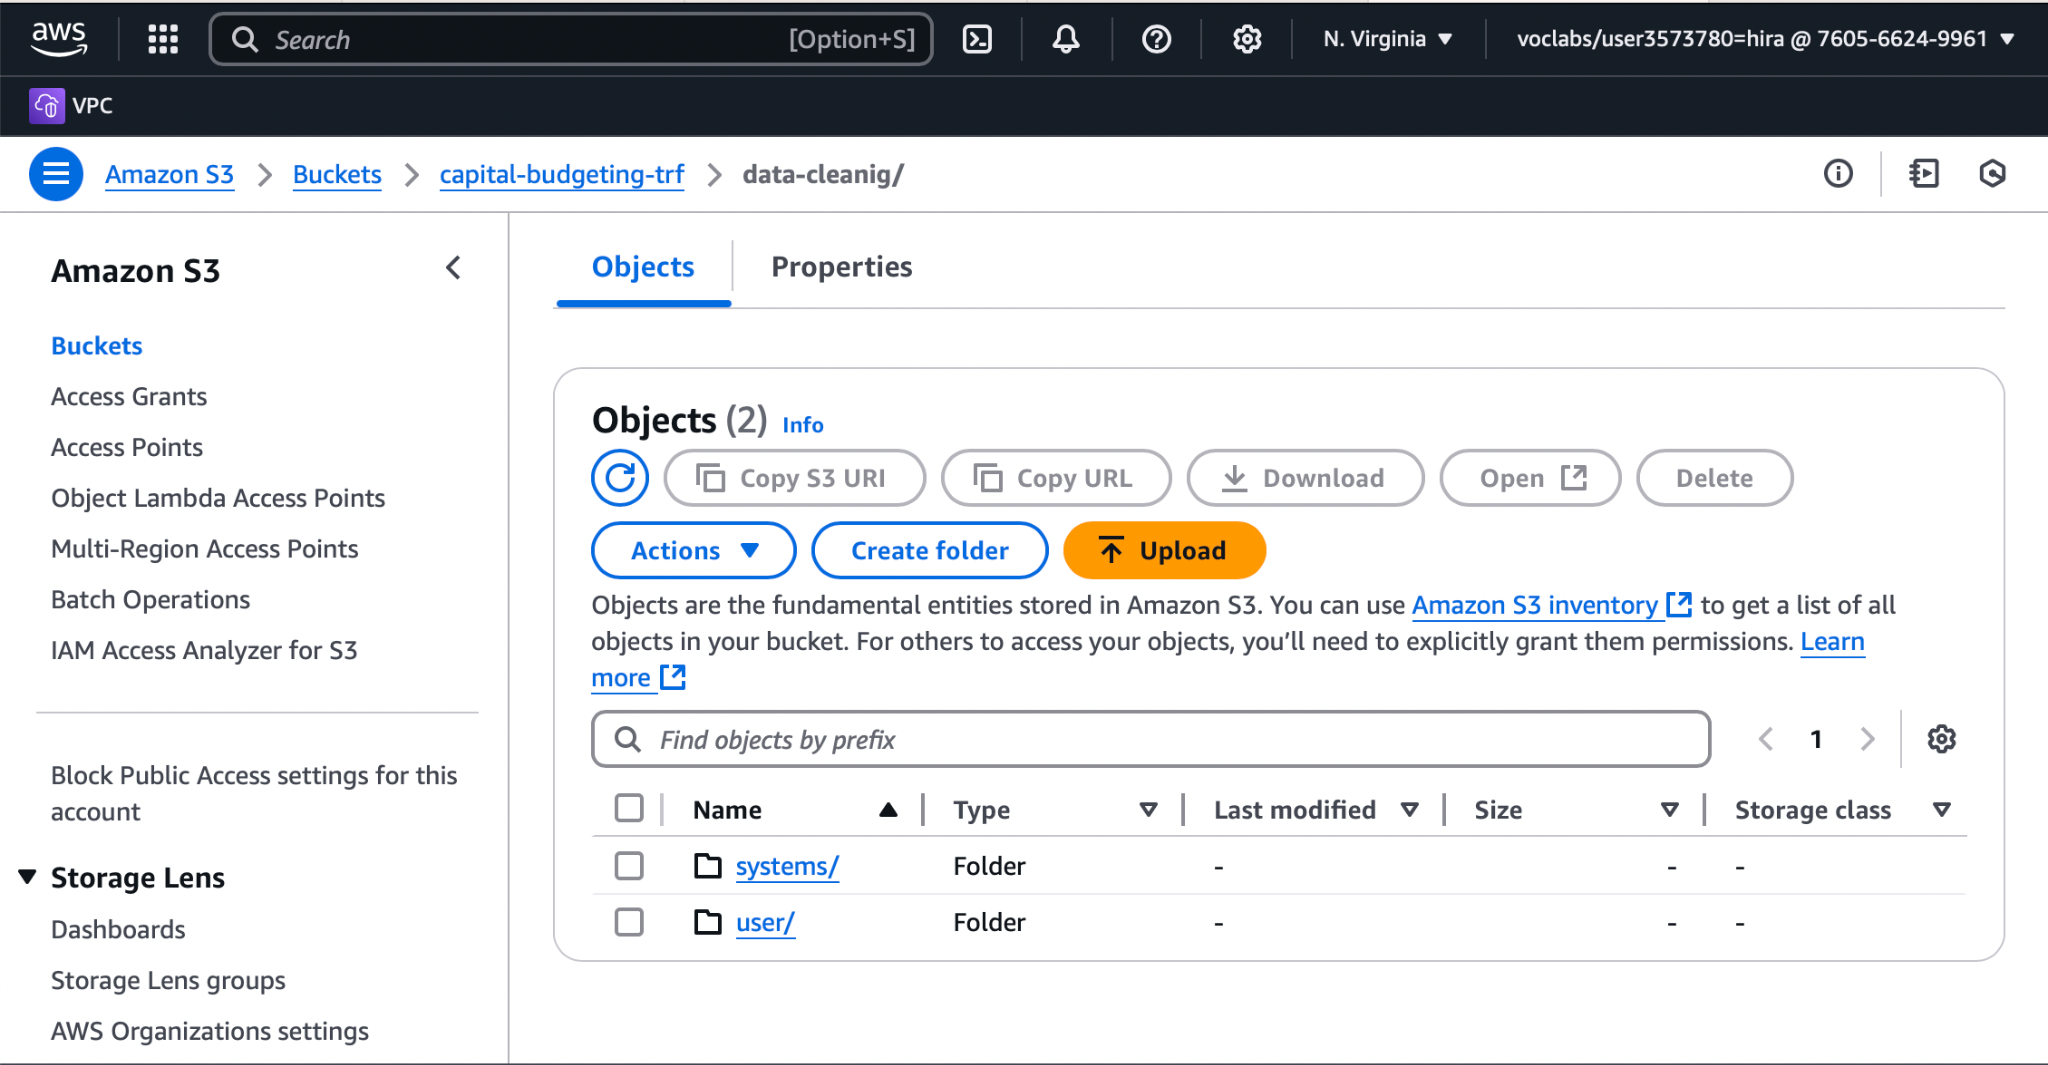 aws
Search [Option+S] N. Virginia voclabs/user3573780=hira @ 7605-6624-9961
VPC
Amazon S3 Buckets capital-budgeting-trf data-cleanig/
Amazon S3
Buckets
Access Grants
Access Points
Object Lambda Access Points
Multi-Region Access Points
Batch Operations
IAM Access Analyzer for S3
Block Public Access settings for this
account
Storage Lens
Dashboards
Storage Lens groups
AWS Organizations settings
Objects Properties
Objects (2) Info
Copy S3 URI Copy URL Download Open Delete
Actions Create folder Upload
Objects are the fundamental entities stored in Amazon S3. You can use Amazon S3 inventory to get a list of all
objects in your bucket. For others to access your objects, you’ll need to explicitly grant them permissions. Learn
more
Find objects by prefix 1
Name Type Last modified Size Storage class
systems/ Folder - - -
user/ Folder - - -